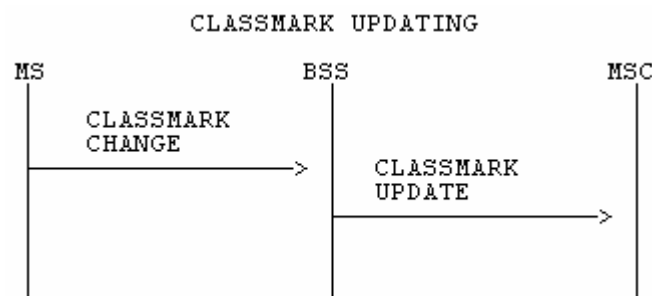 CLASSMARK UPDATING
MS BSS MSC
CLASSMARK
CHANGE
CLASSMARK
UPDATE